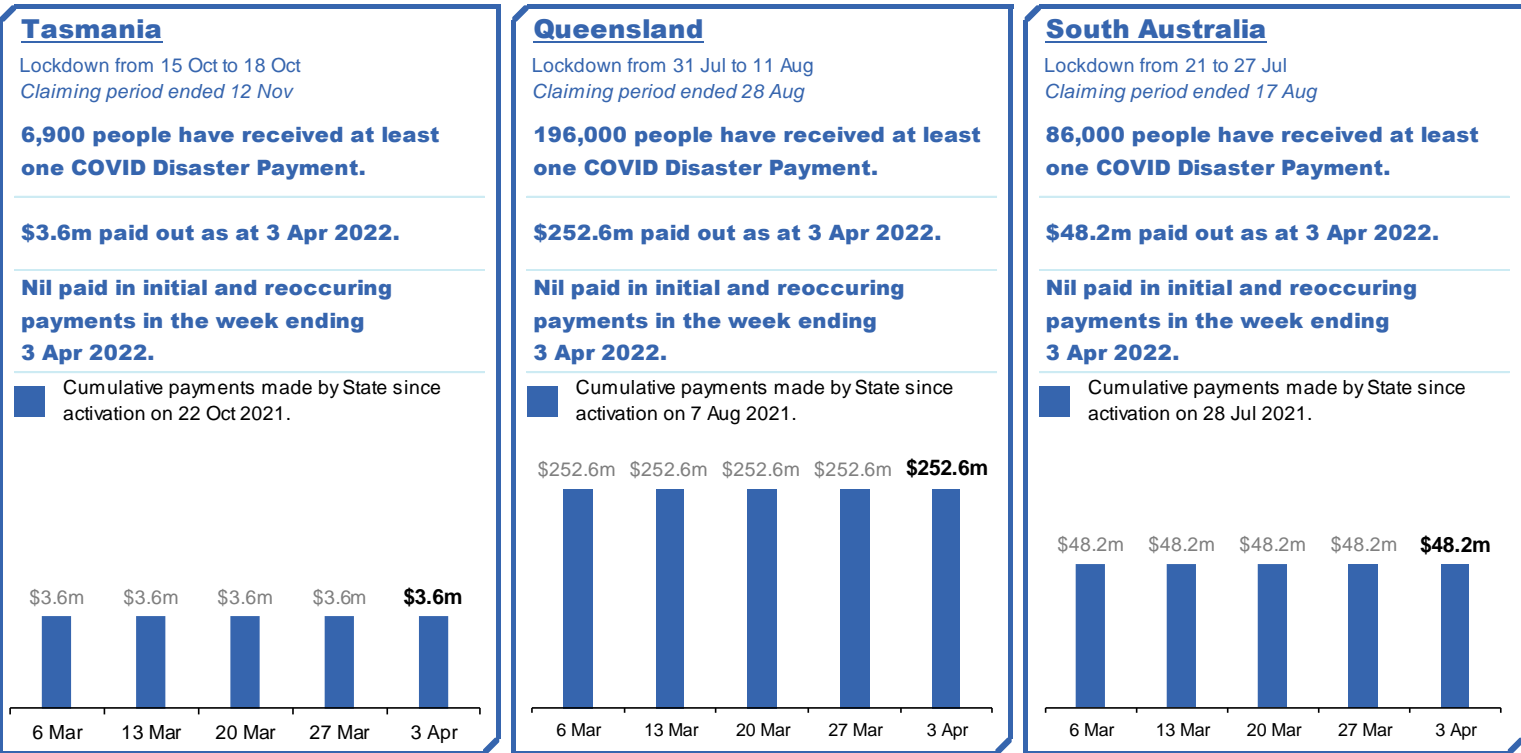 Tasmania
Lockdown from 15 Oct to 18 Oct
Claiming period ended 12 Nov
6,900 people have received at least
one COVID Disaster Payment.
$3.6m paid out as at 3 Apr 2022.
Nil paid in initial and reoccuring
payments in the week ending
3 Apr 2022.
Cumulative payments made by State since
activation on 22 Oct 2021.
$3.6m $3.6m $3.6m $3.6m $3.6m
6 Mar 13 Mar 20 Mar 27 Mar 3 Apr
Queensland
Lockdown from 31 Jul to 11 Aug
Claiming period ended 28 Aug
196,000 people have received at least
one COVID Disaster Payment.
$252.6m paid out as at 3 Apr 2022.
Nil paid in initial and reoccuring
payments in the week ending
3 Apr 2022.
Cumulative payments made by State since
activation on 7 Aug 2021.
$252.6m $252.6m $252.6m $252.6m $252.6m
6 Mar 13 Mar 20 Mar 27 Mar 3 Apr
South Australia
Lockdown from 21 to 27 Jul
Claiming period ended 17 Aug
86,000 people have received at least
one COVID Disaster Payment.
$48.2m paid out as at 3 Apr 2022.
Nil paid in initial and reoccuring
payments in the week ending
3 Apr 2022.
Cumulative payments made by State since
activation on 28 Jul 2021.
$48.2m $48.2m $48.2m $48.2m $48.2m
6 Mar 13 Mar 20 Mar 27 Mar 3 Apr